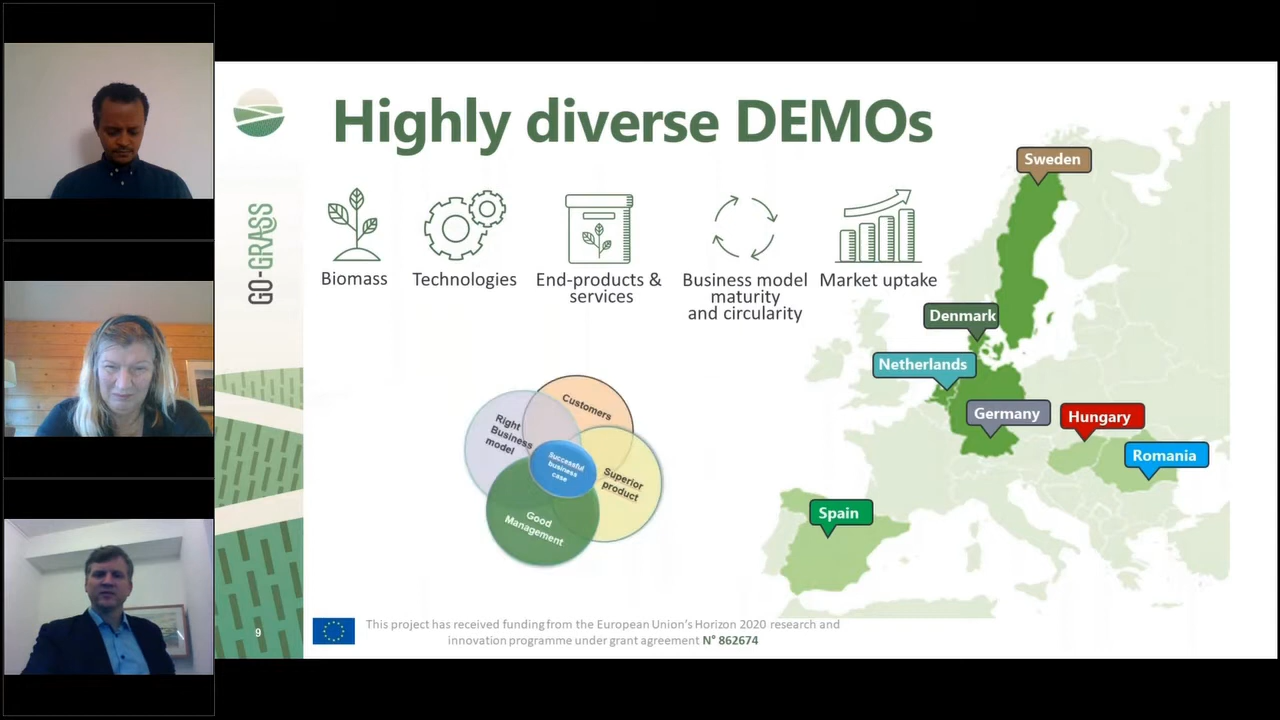 Highly diverse DEMOs
GO-GRASS
Biomass
Technologies
End-products &
services
Business model
maturity
and circularity
Market uptake
Sweden
Denmark
Netherlands
Germany
Hungary
Romania
Spain
Customers
Right
Business
model
Successful
business
case
Superior
product
Good
Management
9
This project has received funding from the European Union's Horizon 2020 research and
innovation programme under grant agreement N° 862674